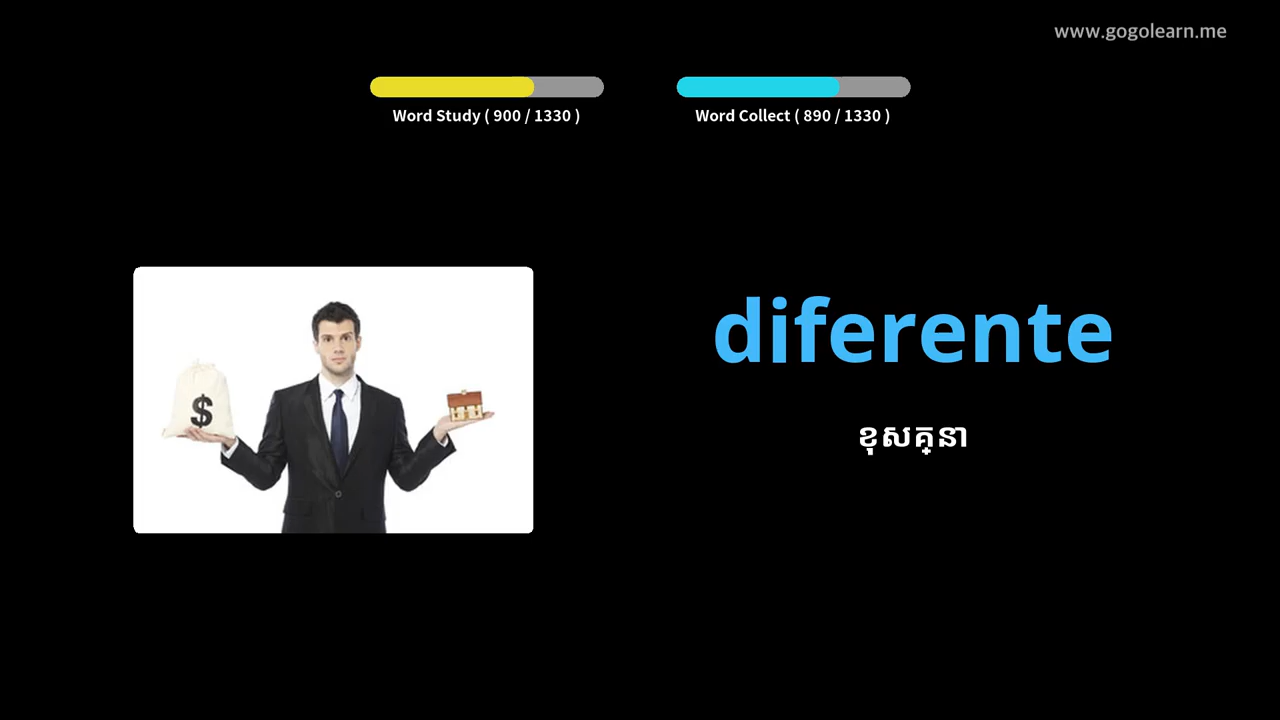 www.gogolearn.me
Word Study ( 900 / 1330 )
Word Collect ( 890 / 1330 )
$
diferente
ខុសគ្នា